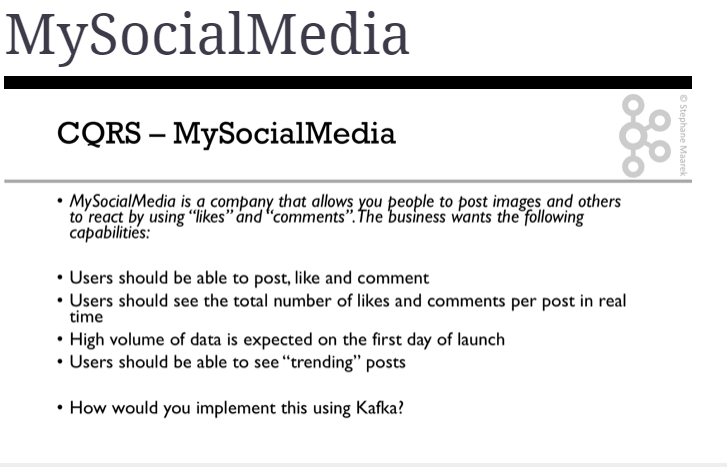 MySocialMedia
CQRS – MySocialMedia
© Stephane Maarek
• MySocialMedia is a company that allows you people to post images and others
to react by using “likes” and “comments”. The business wants the following
capabilities:
• Users should be able to post, like and comment
• Users should see the total number of likes and comments per post in real
time
• High volume of data is expected on the first day of launch
• Users should be able to see “trending” posts
• How would you implement this using Kafka?